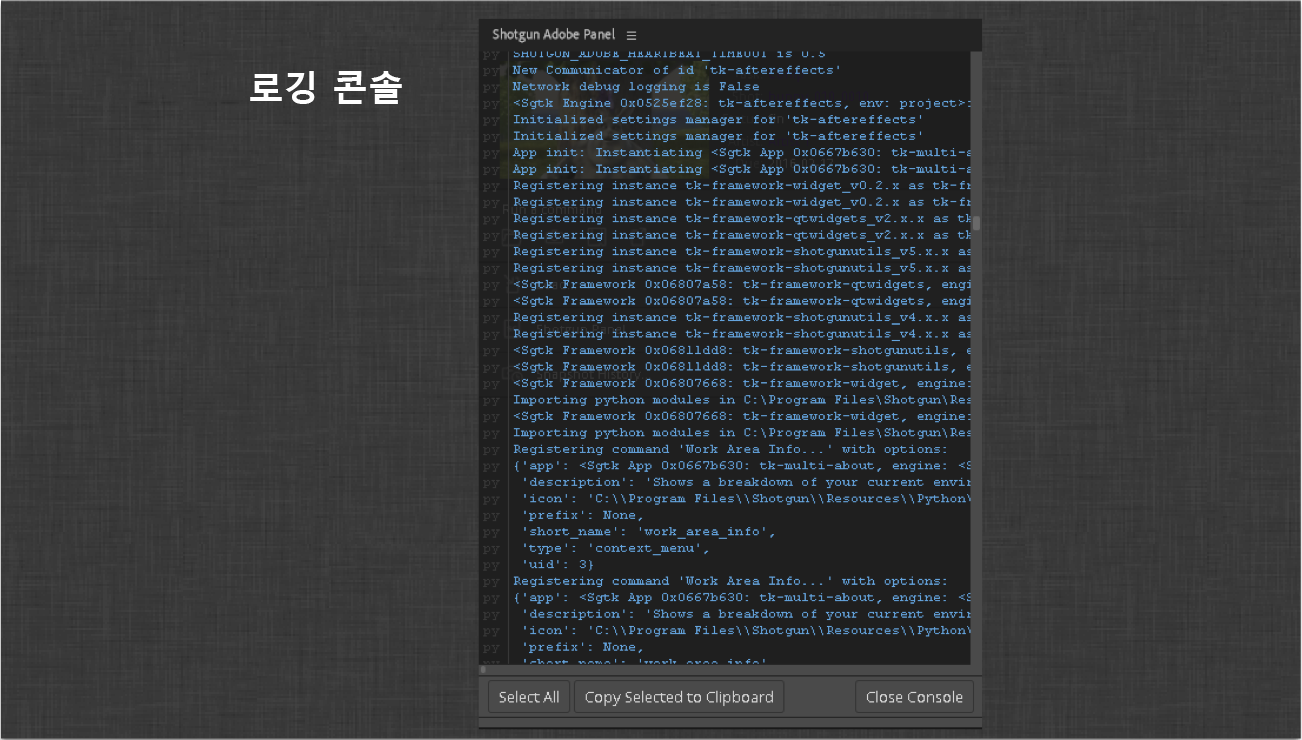 Shotgun Adobe Panel
로깅 콘솔
py SHOTGUN_ADOBE_HEARTBEAT_TIMEOUT is 0.5
py New Communicator of id 'tk-aftereffects'
py Network debug logging is False
py <Sgtk Engine 0x0525ef28: tk-aftereffects, env: project>:
py Initialized settings manager for 'tk-aftereffects'
py Initialized settings manager for 'tk-aftereffects'
py App init: Instantiating <Sgtk App 0x0667b630: tk-multi-a
py App init: Instantiating <Sgtk App 0x0667b630: tk-multi-a
py Registering instance tk-framework-widget_v0.2.x as tk-fr
py Registering instance tk-framework-widget_v0.2.x as tk-fr
py Registering instance tk-framework-qtwidgets_v2.x.x as tk
py Registering instance tk-framework-qtwidgets_v2.x.x as tk
py Registering instance tk-framework-shotgunutils_v5.x.x as
py Registering instance tk-framework-shotgunutils_v5.x.x as
py <Sgtk Framework 0x06807a58: tk-framework-qtwidgets, engi
py <Sgtk Framework 0x06807a58: tk-framework-qtwidgets, engi
py Registering instance tk-framework-shotgunutils_v4.x.x as
py Registering instance tk-framework-shotgunutils_v4.x.x as
py <Sgtk Framework 0x06811dd8: tk-framework-shotgunutils, e
py <Sgtk Framework 0x06811dd8: tk-framework-shotgunutils, e
py <Sgtk Framework 0x06807668: tk-framework-widget, engine:
py Importing python modules in C:\Program Files\Shotgun\Res
py <Sgtk Framework 0x06807668: tk-framework-widget, engine:
py Importing python modules in C:\Program Files\Shotgun\Res
py Registering command 'Work Area Info...' with options:
py {'app': <Sgtk App 0x0667b630: tk-multi-about, engine: <S
py 'description': 'Shows a breakdown of your current envir
py 'icon': 'C:\\Program Files\\Shotgun\\Resources\\Python\
py 'prefix': None,
py 'short_name': 'work_area_info',
py 'type': 'context_menu',
py 'uid': 3}
py Registering command 'Work Area Info...' with options:
py {'app': <Sgtk App 0x0667b630: tk-multi-about, engine: <S
py 'description': 'Shows a breakdown of your current envir
py 'icon': 'C:\\Program Files\\Shotgun\\Resources\\Python\
py 'prefix': None,
py 'short_name': 'work_area_info'
Select All
Copy Selected to Clipboard
Close Console